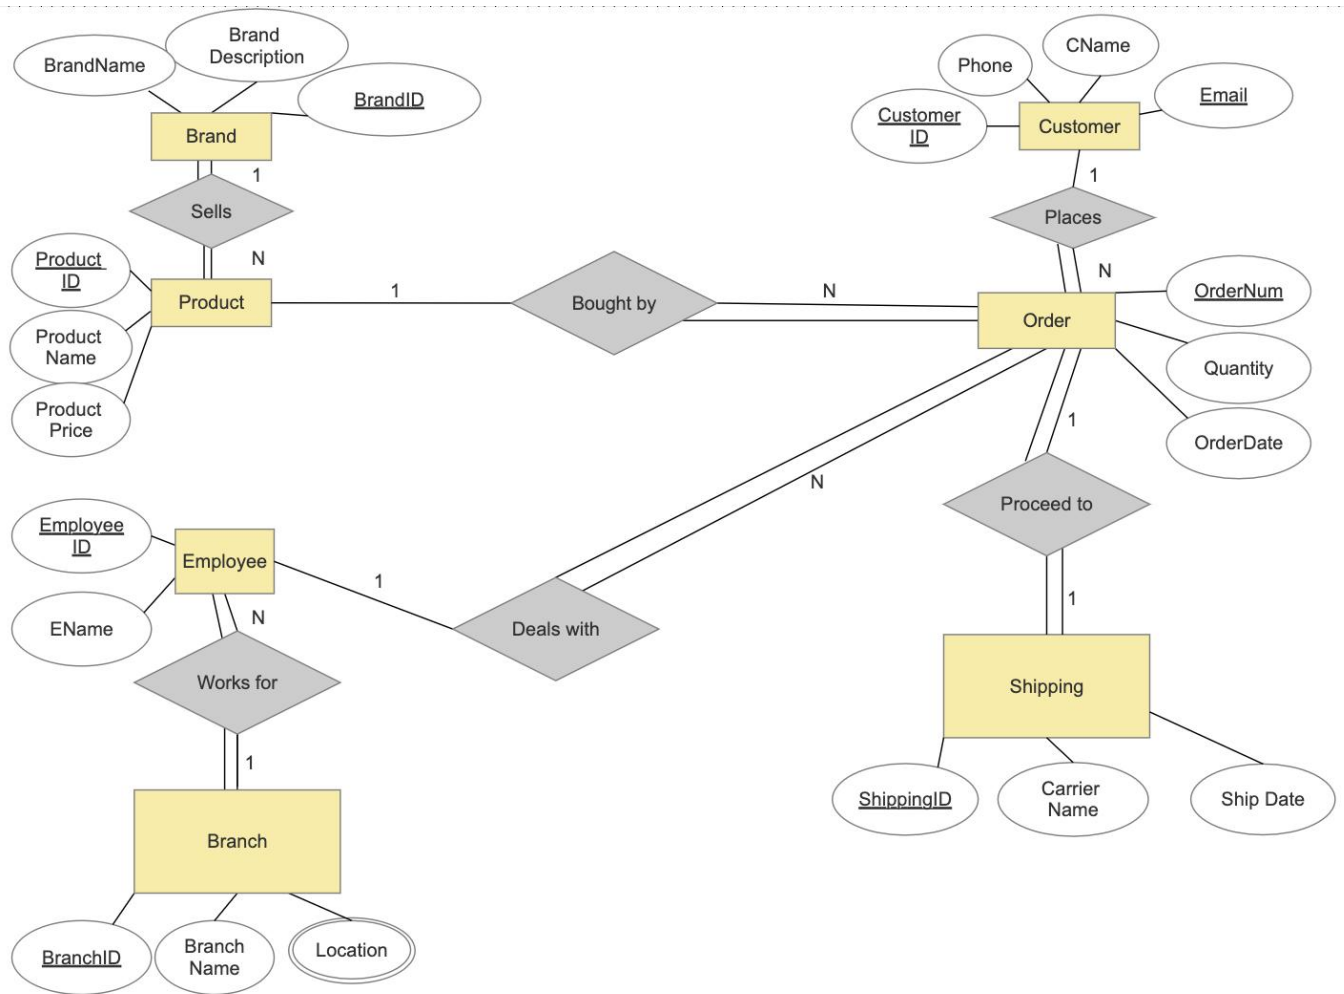 Brand
Description
BrandName
BrandID
Brand
1
Sells
N
Product
ID
Product
Name
Product
Price
Product
1
Bought by
N
CName
Phone
Email
Customer
ID
Customer
1
Places
N
Order
OrderNum
Quantity
OrderDate
1
Proceed to
1
Shipping
ShippingID
Carrier
Name
Ship Date
N
Deals with
1
Employee
ID
EName
Employee
N
Works for
1
Branch
BranchID
Branch
Name
Location